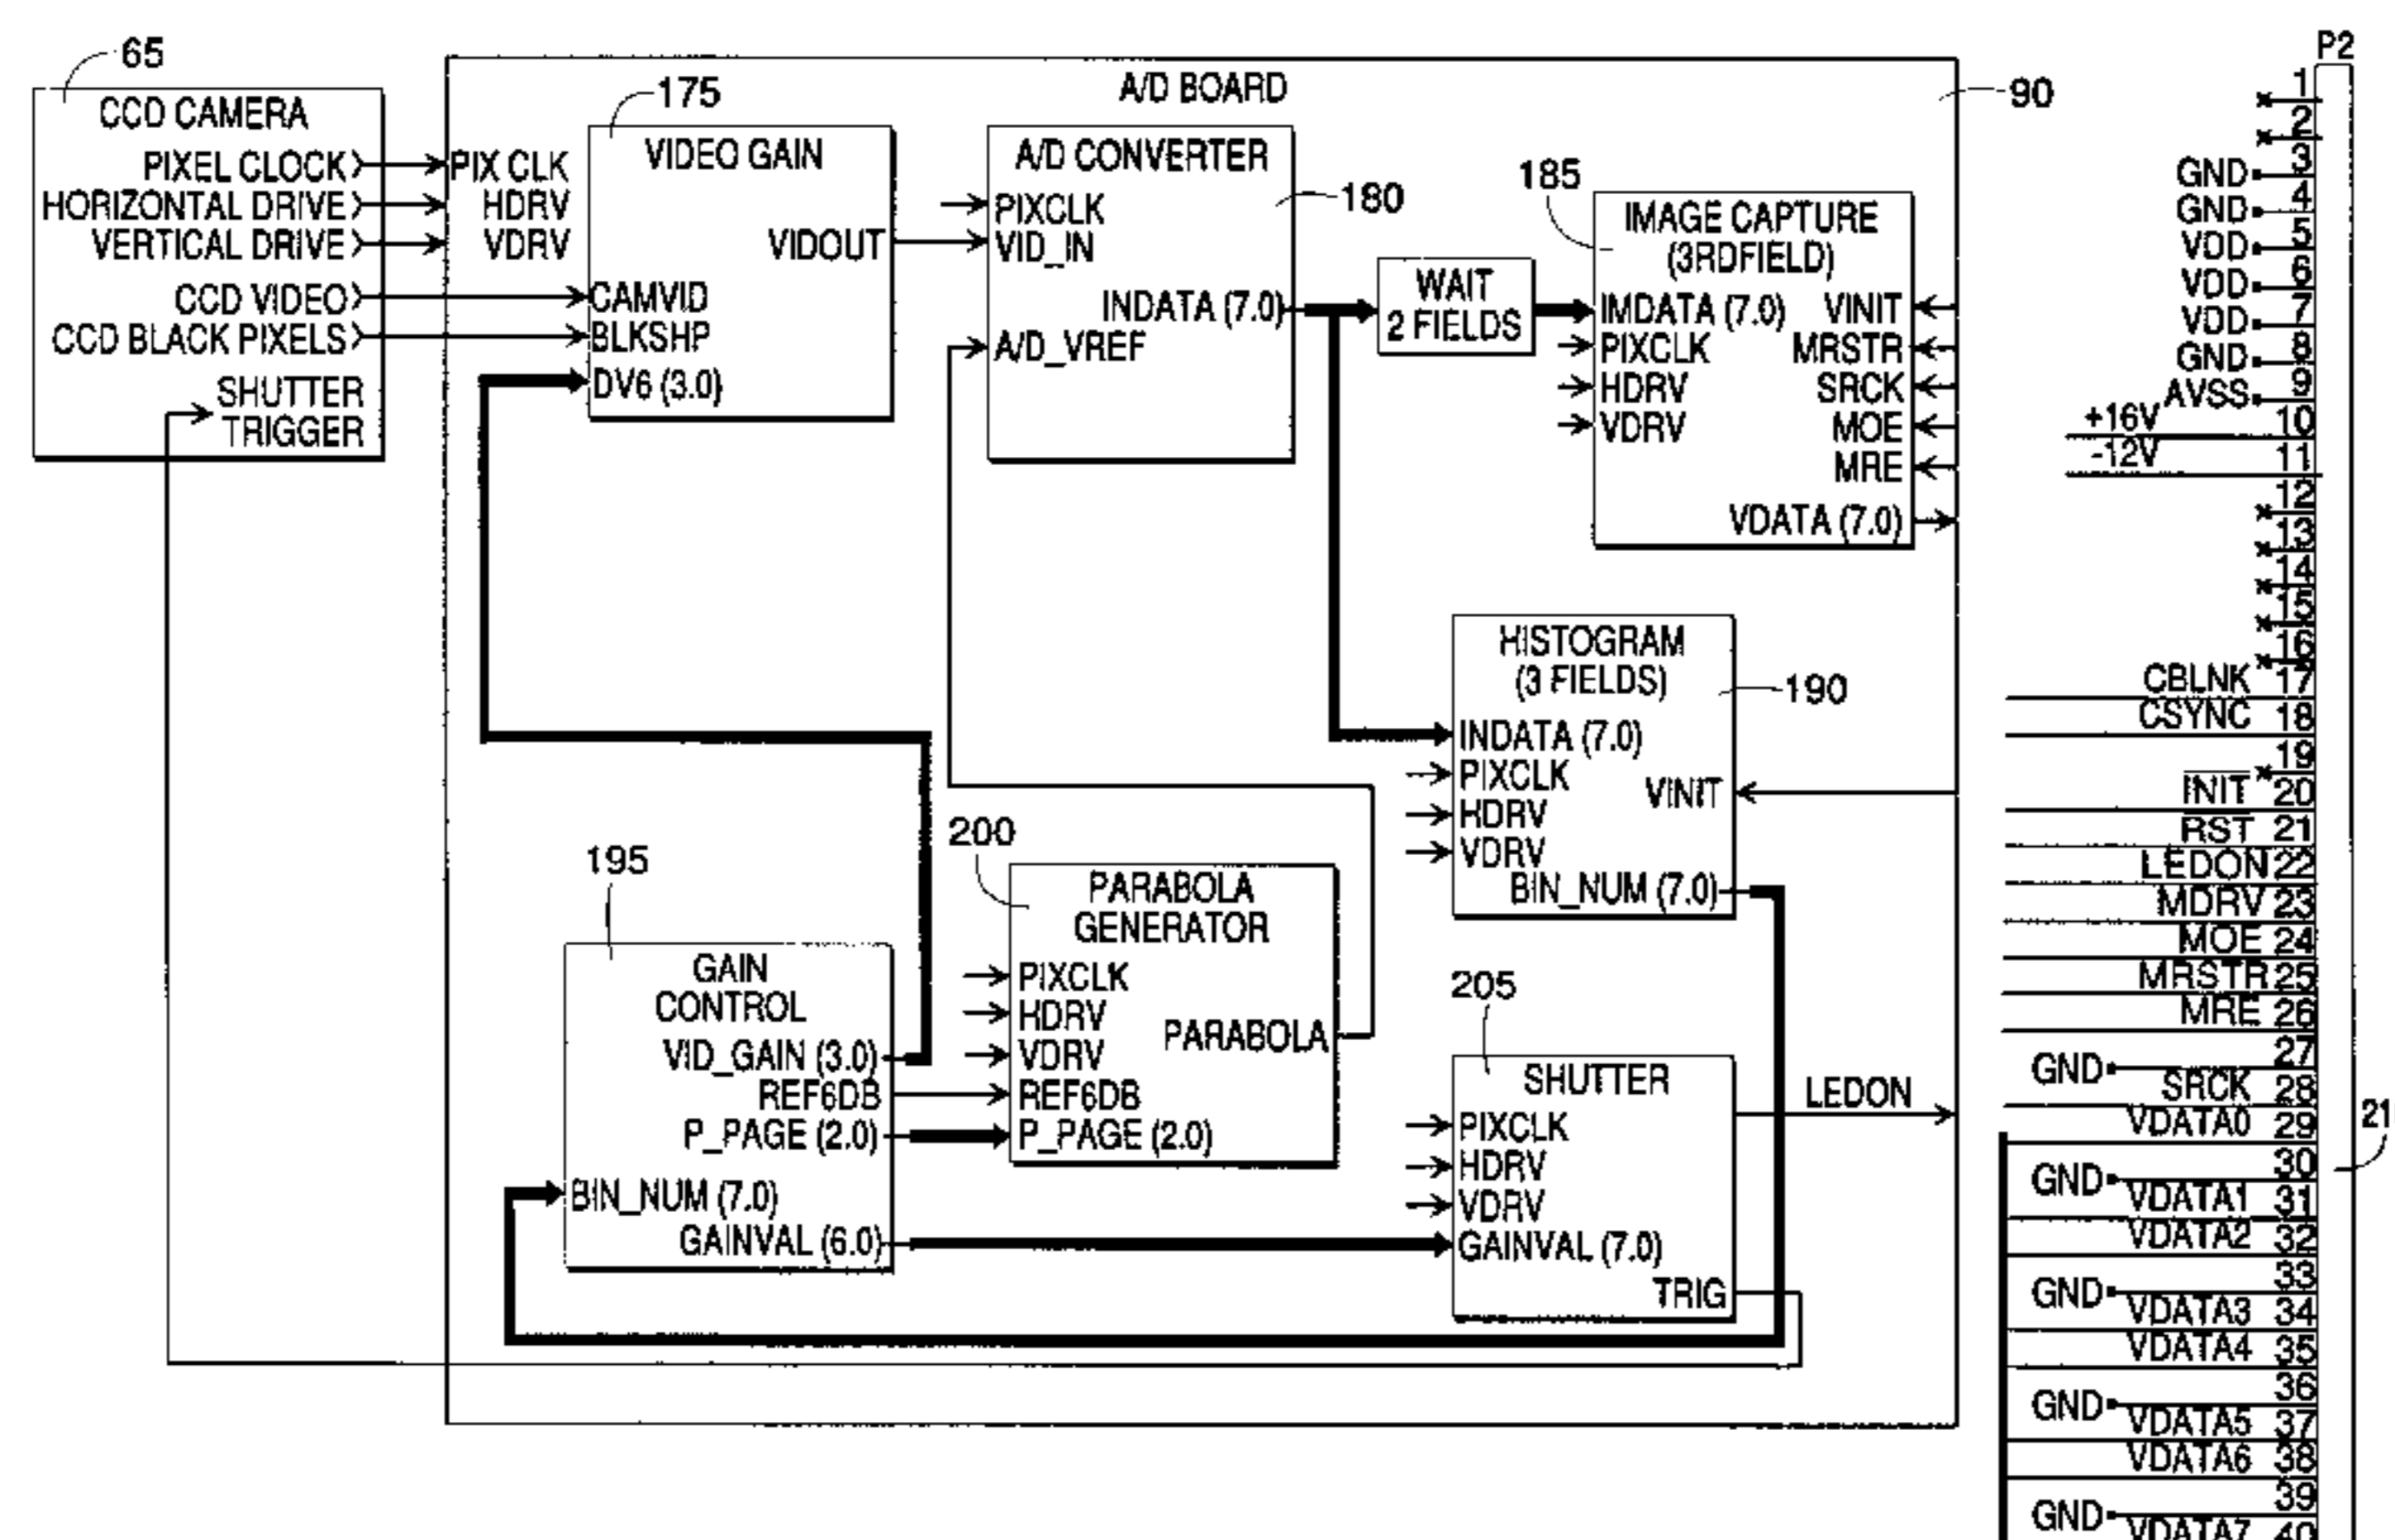 65
CCD CAMERA
PIXEL CLOCK
HORIZONTAL DRIVE
VERTICAL DRIVE
CCD VIDEO
CCD BLACK PIXELS
SHUTTER
TRIGGER
A/D BOARD
90
PIX CLK
HDRV
VDRV
175
VIDEO GAIN
VIDOUT
CAMVID
BLKSHP
DV6 (3.0)
A/D CONVERTER
180
PIXCLK
VID_IN
INDATA (7.0)
A/D_VREF
WAIT
2 FIELDS
185
IMAGE CAPTURE
(3RDFIELD)
IMDATA (7.0)
PIXCLK
HDRV
VDRV
VINIT
MRSTR
SRCK
MOE
MRE
VDATA (7.0)
HISTOGRAM
(3 FIELDS)
190
INDATA (7.0)
PIXCLK
HDRV
VDRV
VINIT
BIN_NUM (7.0)
195
GAIN
CONTROL
VID_GAIN (3.0)
REF6DB
P_PAGE (2.0)
BIN_NUM (7.0)
GAINVAL (6.0)
200
PARABOLA
GENERATOR
PIXCLK
HDRV
VDRV
REF6DB
P_PAGE (2.0)
PARABOLA
205
SHUTTER
PIXCLK
HDRV
VDRV
GAINVAL (7.0)
LEDON
TRIG
P2
1
2
GND 3
GND 4
VDD 5
VDD 6
VDD 7
GND 8
AVSS 9
+16V 10
-12V 11
12
13
14
15
16
CBLNK 17
CSYNC 18
19
INIT 20
RST 21
LEDON 22
MDRV 23
MOE 24
MRSTR 25
MRE 26
GND 27
SRCK 28
VDATA0 29
GND 30
VDATA1 31
VDATA2 32
GND 33
VDATA3 34
VDATA4 35
GND 36
VDATA5 37
VDATA6 38
GND 39
VDATA7 40
21